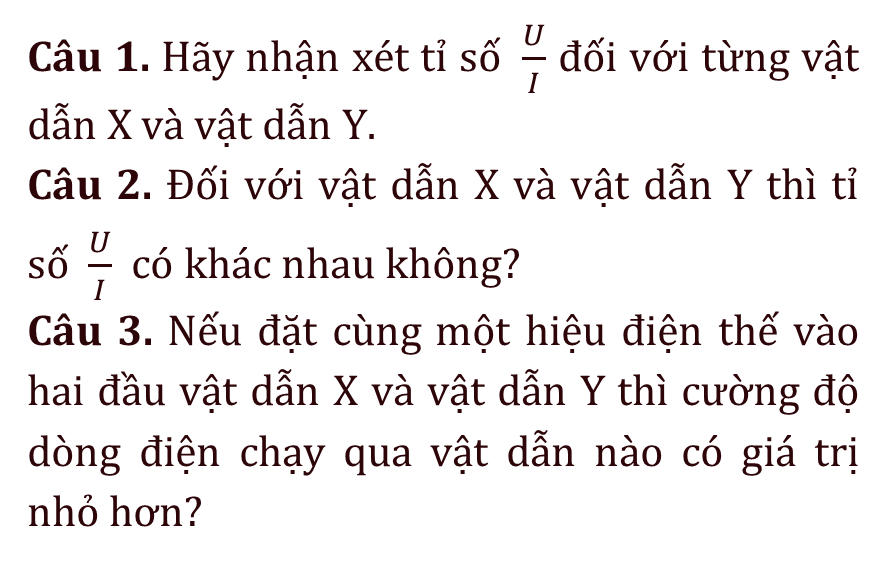 Câu 1. Hãy nhận xét tỉ số U/I đối với từng vật
dẫn X và vật dẫn Y.
Câu 2. Đối với vật dẫn X và vật dẫn Y thì tỉ
số U/I có khác nhau không?
Câu 3. Nếu đặt cùng một hiệu điện thế vào
hai đầu vật dẫn X và vật dẫn Y thì cường độ
dòng điện chạy qua vật dẫn nào có giá trị
nhỏ hơn?